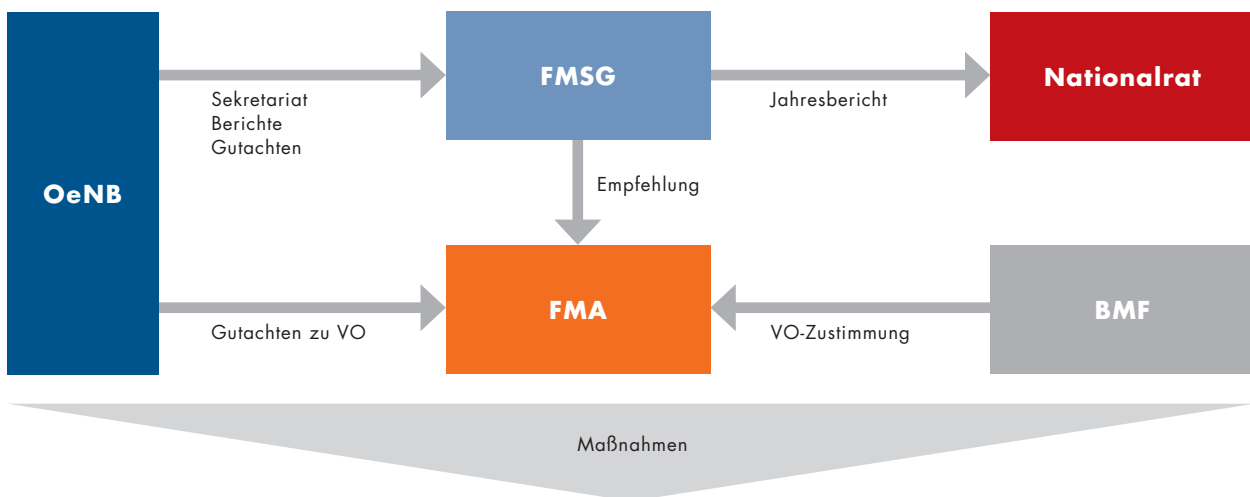 OeNB
Sekretariat
Berichte
Gutachten
FMSG
Jahresbericht
Nationalrat
Empfehlung
Gutachten zu VO
FMA
VO-Zustimmung
BMF
Maßnahmen